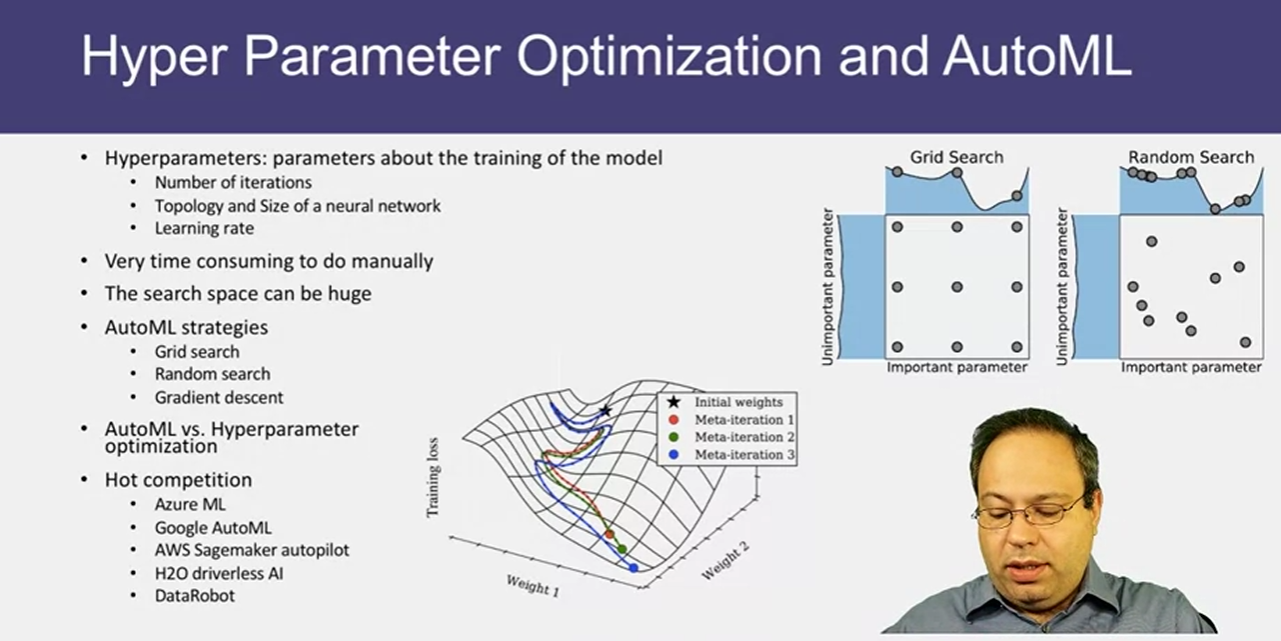 Hyper Parameter Optimization and AutoML
• Hyperparameters: parameters about the training of the model
• Number of iterations
• Topology and Size of a neural network
• Learning rate
• Very time consuming to do manually
• The search space can be huge
• AutoML strategies
• Grid search
• Random search
• Gradient descent
• AutoML vs. Hyperparameter
optimization
• Hot competition
• Azure ML
• Google AutoML
• AWS Sagemaker autopilot
• H2O driverless AI
• DataRobot
Grid Search
Unimportant parameter
Important parameter
Random Search
Unimportant parameter
Important parameter
Initial weights
Meta-iteration 1
Meta-iteration 2
Meta-iteration 3
Training loss
Weight 1
Weight 2